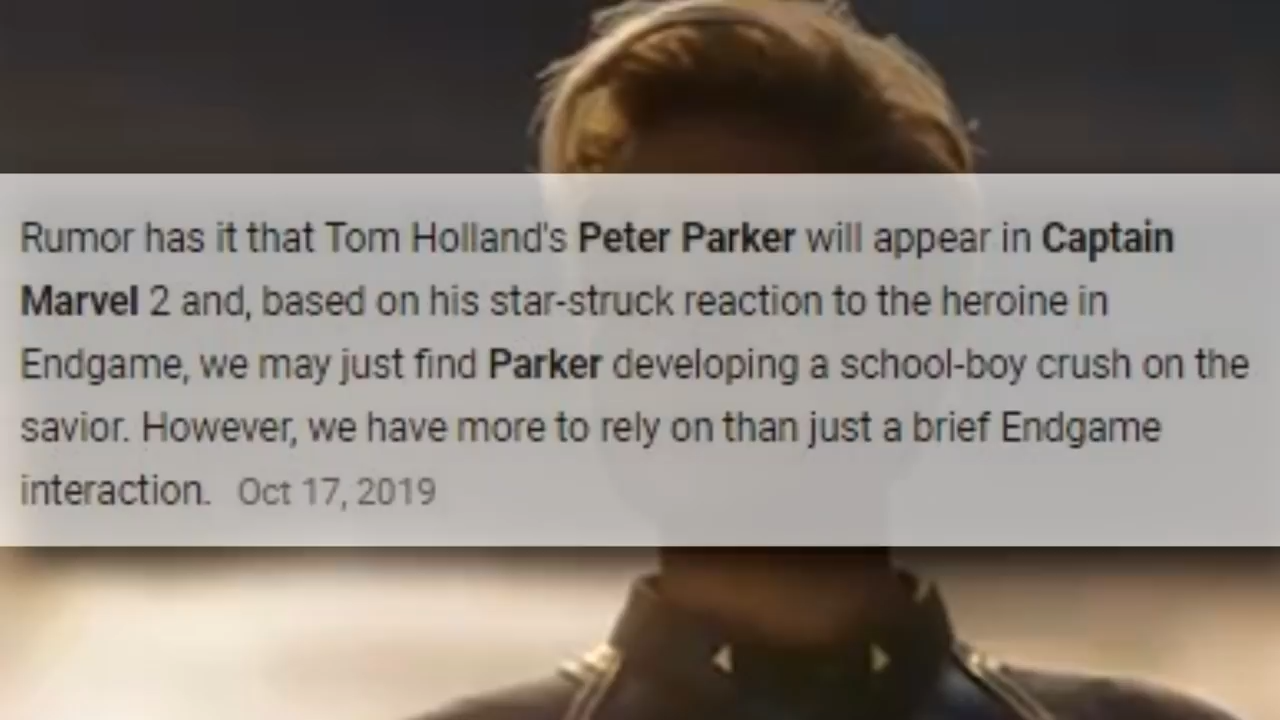 Rumor has it that Tom Holland's Peter Parker will appear in Captain
Marvel 2 and, based on his star-struck reaction to the heroine in
Endgame, we may just find Parker developing a school-boy crush on the
savior. However, we have more to rely on than just a brief Endgame
interaction. Oct 17, 2019